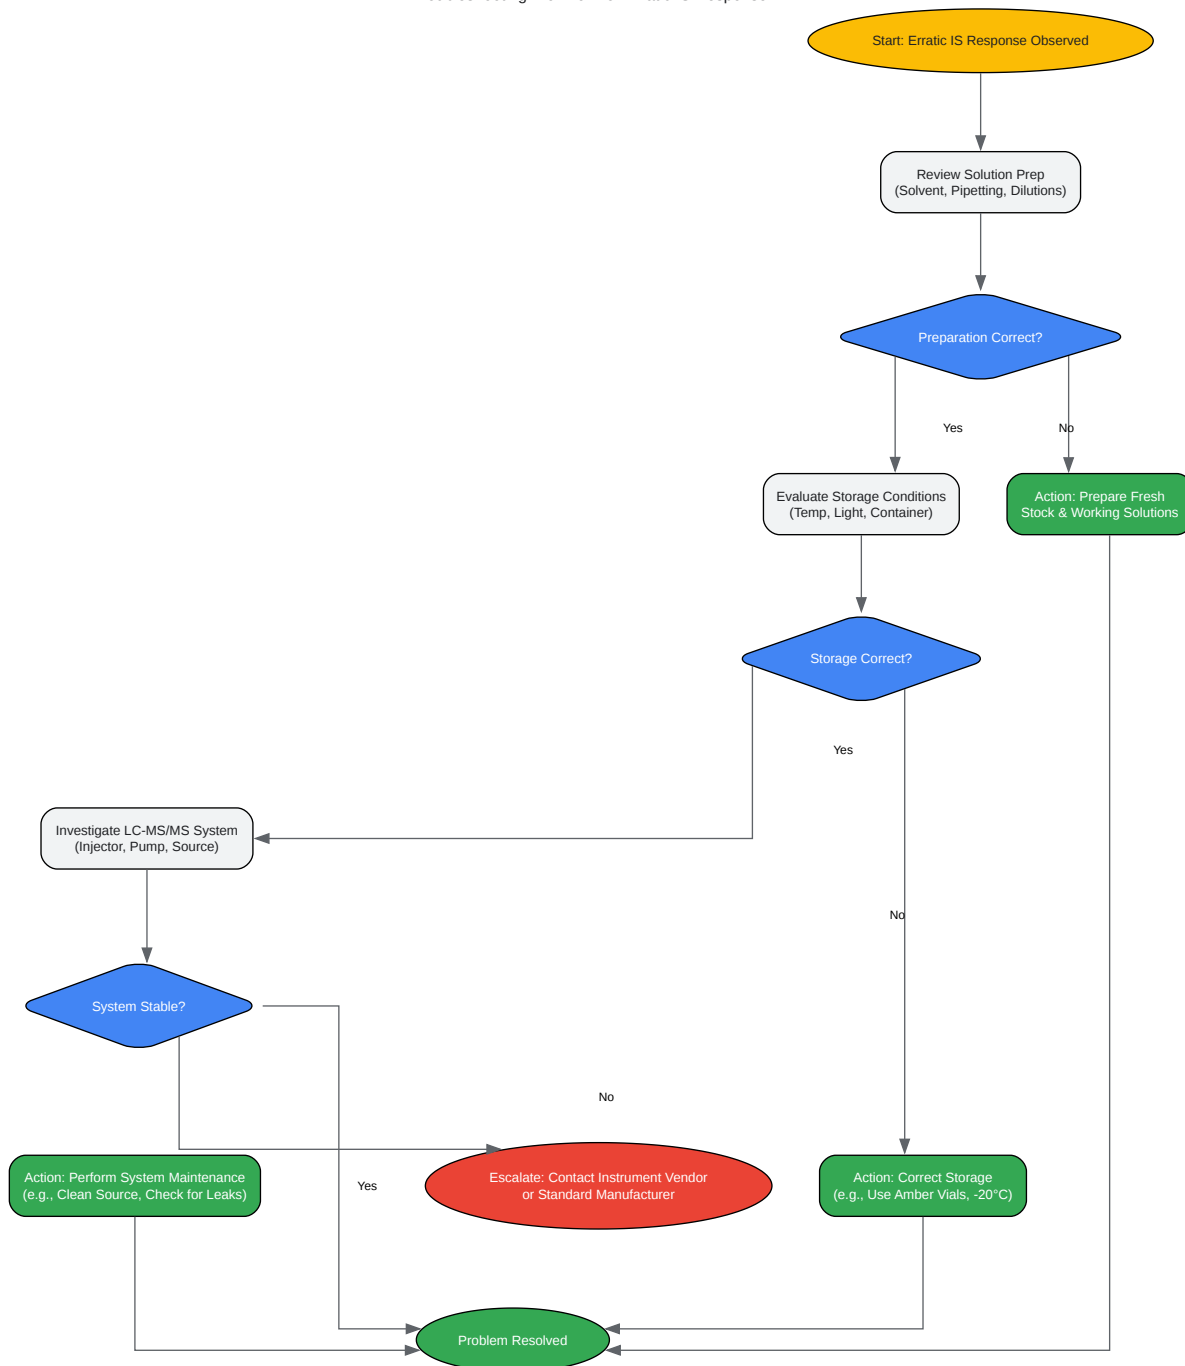 Start: Erratic IS Response Observed
Review Solution Prep
(Solvent, Pipetting, Dilutions)
Preparation Correct?
Yes
No
Evaluate Storage Conditions
(Temp, Light, Container)
Action: Prepare Fresh
Stock & Working Solutions
Storage Correct?
Yes
Investigate LC-MS/MS System
(Injector, Pump, Source)
No
System Stable?
No
Action: Perform System Maintenance
(e.g., Clean Source, Check for Leaks)
Yes
Escalate: Contact Instrument Vendor
or Standard Manufacturer
Action: Correct Storage
(e.g., Use Amber Vials, -20°C)
Problem Resolved